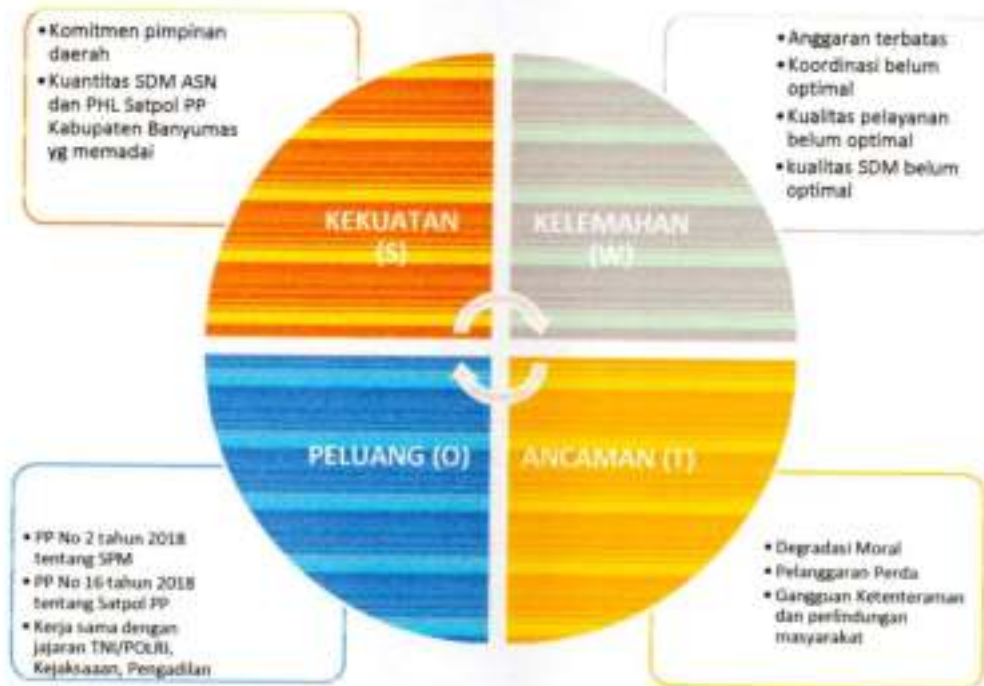 • Komitmen pimpinan
daerah
• Kuantitas SDM ASN
dan PHL Satpol PP
Kabupaten Banyumas
yg memadai
• Anggaran terbatas
• Koordinasi belum
optimal
• Kualitas pelayanan
belum optimal
• kualitas SDM belum
optimal
KEKUATAN
(S)
KELEMAHAN
(W)
PELUANG (O)
ANCAMAN (T)
• PP No 2 tahun 2018
tentang SPM
• PP No 16 tahun 2018
tentang Satpol PP
• Kerja sama dengan
jajaran TNI/POLRI,
Kejaksaaan, Pengadilan
• Degradasi Moral
• Pelanggaran Perda
• Gangguan Ketenteraman
dan perlindungan
masyarakat